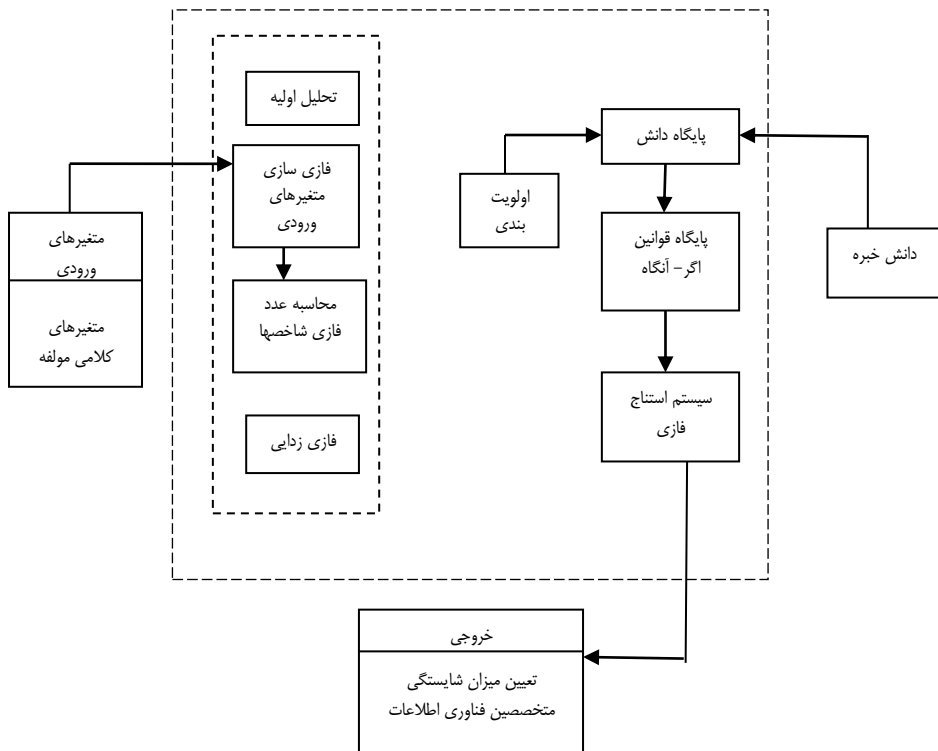 تحلیل اولیه
فازی سازی
متغیرهای
ورودی
محاسبه عدد
فازی شاخصها
فازی زدایی
متغیرهای
ورودی
متغیرهای
کلامی مولفه
پایگاه دانش
اولویت
بندی
دانش خبره
پایگاه قوانین
اگر – آنگاه
سیستم استناج
فازی
خروجی
تعیین میزان شایستگی
متخصصین فناوری اطلاعات